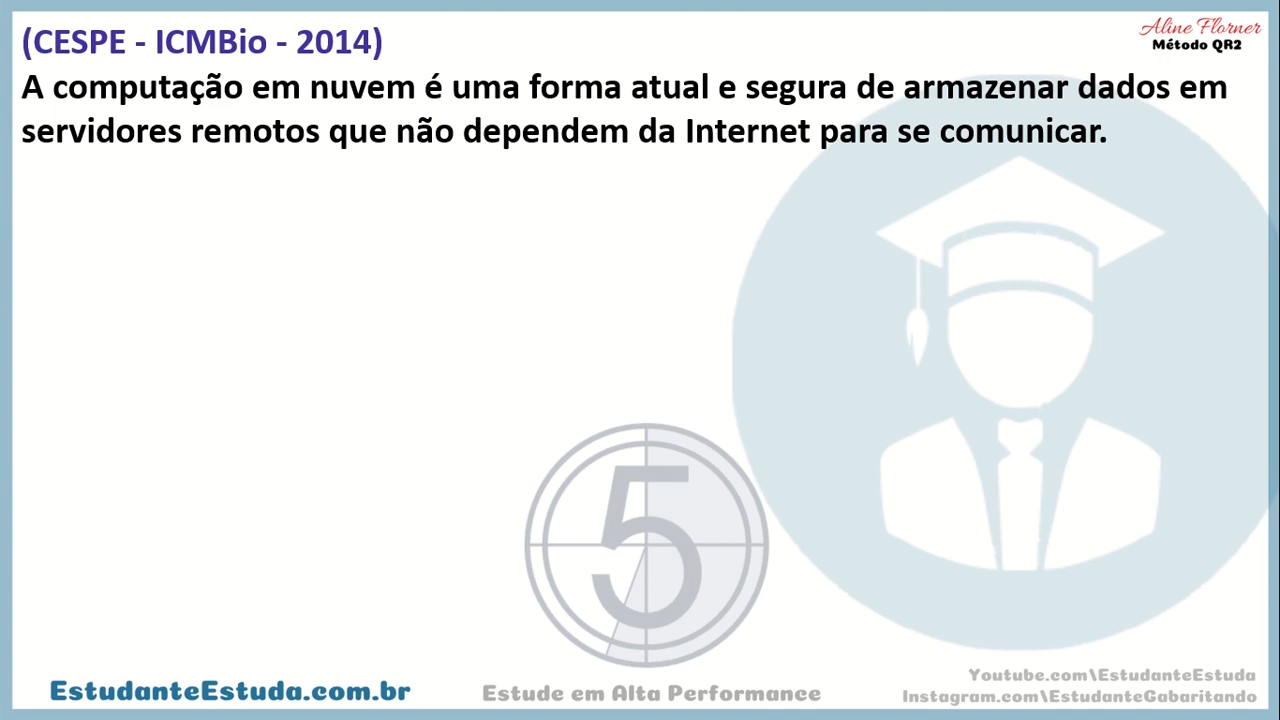 (CESPE - ICMBio - 2014)
Aline Florner
Método QR2
A computação em nuvem é uma forma atual e segura de armazenar dados em
servidores remotos que não dependem da Internet para se comunicar.
5
EstudanteEstuda.com.br
Estude em Alta Performance
Youtube.com\EstudanteEstuda
Instagram.com\EstudanteGabaritando